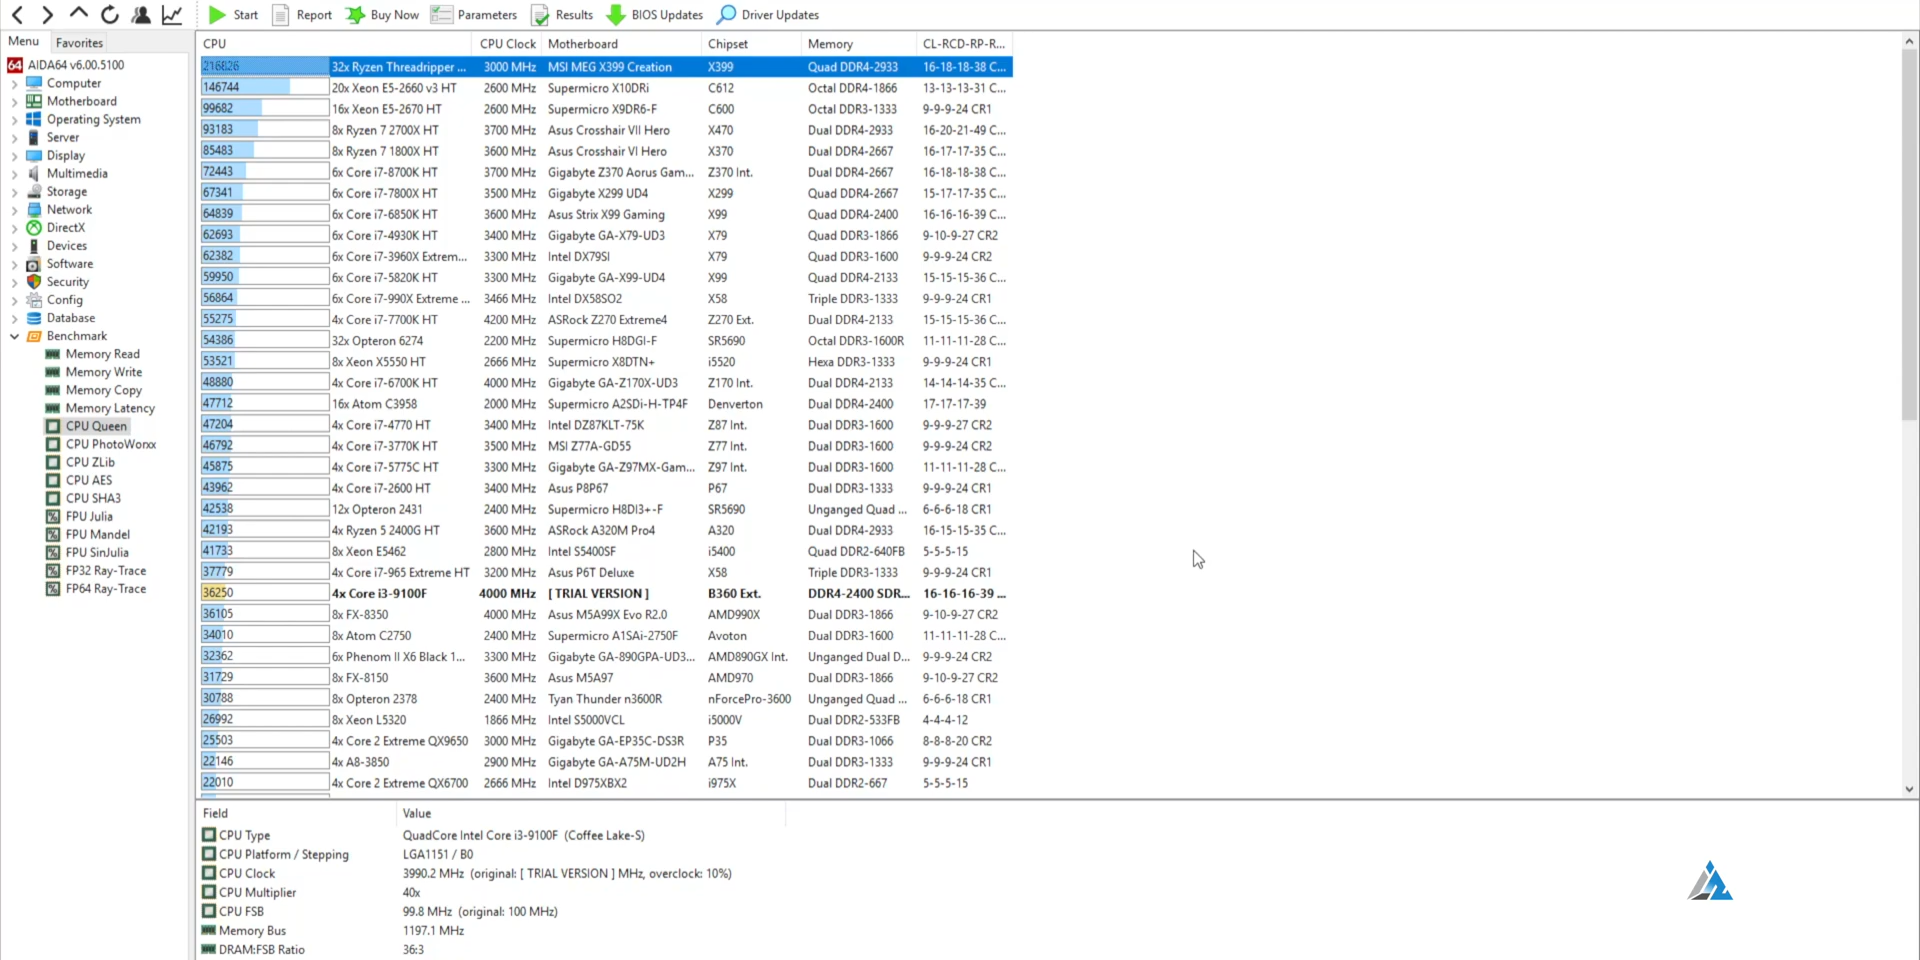 Start Report Buy Now Parameters Results BIOS Updates Driver Updates
Menu Favorites
64 AIDA64 v6.00.5100
Computer
Motherboard
Operating System
Server
Display
Multimedia
Storage
Network
DirectX
Devices
Software
Security
Config
Database
Benchmark
Memory Read
Memory Write
Memory Copy
Memory Latency
CPU Queen
CPU PhotoWorxx
CPU ZLib
CPU AES
CPU SHA3
FPU Julia
FPU Mandel
FPU SinJulia
FP32 Ray-Trace
FP64 Ray-Trace
CPU CPU Clock Motherboard Chipset Memory CL-RCD-RP-R...
216826 32x Ryzen Threadripper ... 3000 MHz MSI MEG X399 Creation X399 Quad DDR4-2933 16-18-18-38 C...
146744 20x Xeon E5-2660 v3 HT 2600 MHz Supermicro X10DRi C612 Octal DDR4-1866 13-13-13-31 C...
99682 16x Xeon E5-2670 HT 2600 MHz Supermicro X9DR6-F C600 Octal DDR3-1333 9-9-9-24 CR1
93183 8x Ryzen 7 2700X HT 3700 MHz Asus Crosshair VII Hero X470 Dual DDR4-2933 16-20-21-49 C...
85483 8x Ryzen 7 1800X HT 3600 MHz Asus Crosshair VI Hero X370 Dual DDR4-2667 16-17-17-35 C...
72443 6x Core i7-8700K HT 3700 MHz Gigabyte Z370 Aorus Gam... Z370 Int. Dual DDR4-2667 16-18-18-38 C...
67341 6x Core i7-7800X HT 3500 MHz Gigabyte X299 UD4 X299 Quad DDR4-2667 15-17-17-35 C...
64839 6x Core i7-6850K HT 3600 MHz Asus Strix X99 Gaming X99 Quad DDR4-2400 16-16-16-39 C...
62693 6x Core i7-4930K HT 3400 MHz Gigabyte GA-X79-UD3 X79 Quad DDR3-1866 9-10-9-27 CR2
62382 6x Core i7-3960X Extrem... 3300 MHz Intel DX79SI X79 Quad DDR3-1600 9-9-9-24 CR2
59950 6x Core i7-5820K HT 3300 MHz Gigabyte GA-X99-UD4 X99 Quad DDR4-2133 15-15-15-36 C...
56864 6x Core i7-990X Extreme ... 3466 MHz Intel DX58SO2 X58 Triple DDR3-1333 9-9-9-24 CR1
55275 4x Core i7-7700K HT 4200 MHz ASRock Z270 Extreme4 Z270 Ext. Dual DDR4-2133 15-15-15-36 C...
54386 32x Opteron 6274 2200 MHz Supermicro H8DGI-F SR5690 Octal DDR3-1600R 11-11-11-28 C...
53521 8x Xeon X5550 HT 2666 MHz Supermicro X8DTN+ i5520 Hexa DDR3-1333 9-9-9-24 CR1
48880 4x Core i7-6700K HT 4000 MHz Gigabyte GA-Z170X-UD3 Z170 Int. Dual DDR4-2133 14-14-14-35 C...
47712 16x Atom C3958 2000 MHz Supermicro A2SDi-H-TP4F Denverton Dual DDR4-2400 17-17-17-39
47204 4x Core i7-4770 HT 3400 MHz Intel DZ87KLT-75K Z87 Int. Dual DDR3-1600 9-9-9-27 CR2
46792 4x Core i7-3770K HT 3500 MHz MSI Z77A-GD55 Z77 Int. Dual DDR3-1600 9-9-9-24 CR2
45875 4x Core i7-5775C HT 3300 MHz Gigabyte GA-Z97MX-Gam... Z97 Int. Dual DDR3-1600 11-11-11-28 C...
43962 4x Core i7-2600 HT 3400 MHz Asus P8P67 P67 Dual DDR3-1333 9-9-9-24 CR1
42538 12x Opteron 2431 2400 MHz Supermicro H8DI3+-F SR5690 Unganged Quad ... 6-6-6-18 CR1
42193 4x Ryzen 5 2400G HT 3600 MHz ASRock A320M Pro4 A320 Dual DDR4-2933 16-15-15-35 C...
41733 8x Xeon E5462 2800 MHz Intel S5400SF i5400 Quad DDR2-640FB 5-5-5-15
37779 4x Core i7-965 Extreme HT 3200 MHz Asus P6T Deluxe X58 Triple DDR3-1333 9-9-9-24 CR1
36250 4x Core i3-9100F 4000 MHz [ TRIAL VERSION ] B360 Ext. DDR4-2400 SDR... 16-16-16-39 ...
36105 8x FX-8350 4000 MHz Asus M5A99X Evo R2.0 AMD990X Dual DDR3-1866 9-10-9-27 CR2
34010 8x Atom C2750 2400 MHz Supermicro A1SAi-2750F Avoton Dual DDR3-1600 11-11-11-28 C...
32362 6x Phenom II X6 Black 1... 3300 MHz Gigabyte GA-890GPA-UD3... AMD890GX Int. Unganged Dual D... 9-9-9-24 CR2
31729 8x FX-8150 3600 MHz Asus M5A97 AMD970 Dual DDR3-1866 9-10-9-27 CR2
30788 8x Opteron 2378 2400 MHz Tyan Thunder n3600R nForcePro-3600 Unganged Quad ... 6-6-6-18 CR1
26992 8x Xeon L5320 1866 MHz Intel S5000VCL i5000V Dual DDR2-533FB 4-4-4-12
25503 4x Core 2 Extreme QX9650 3000 MHz Gigabyte GA-EP35C-DS3R P35 Dual DDR3-1066 8-8-8-20 CR2
22146 4x A8-3850 2900 MHz Gigabyte GA-A75M-UD2H A75 Int. Dual DDR3-1333 9-9-9-24 CR1
22010 4x Core 2 Extreme QX6700 2666 MHz Intel D975XBX2 i975X Dual DDR2-667 5-5-5-15
Field Value
CPU Type QuadCore Intel Core i3-9100F (Coffee Lake-S)
CPU Platform / Stepping LGA1151 / B0
CPU Clock 3990.2 MHz (original: [ TRIAL VERSION ] MHz, overclock: 10%)
CPU Multiplier 40x
CPU FSB 99.8 MHz (original: 100 MHz)
Memory Bus 1197.1 MHz
DRAM:FSB Ratio 36:3